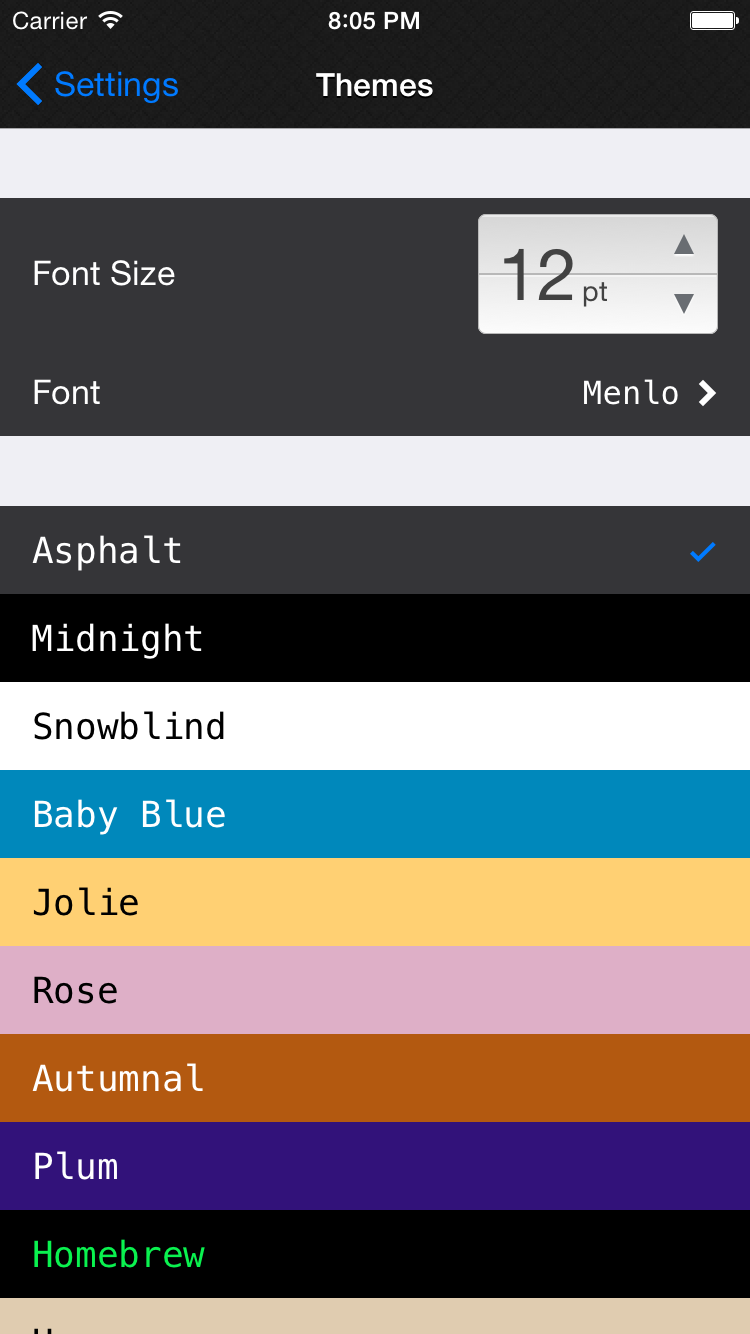 Carrier 8:05 PM
Settings Themes
Font Size 12 pt
Font Menlo
Asphalt
Midnight
Snowblind
Baby Blue
Jolie
Rose
Autumnal
Plum
Homebrew